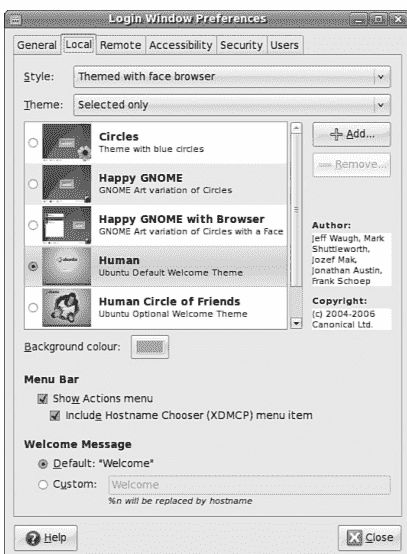 Login Window Preferences
General Local Remote Accessibility Security Users
Style: Themed with face browser
Theme: Selected only
Circles
Theme with blue circles
Happy GNOME
GNOME Art variation of Circles
Happy GNOME with Browser
GNOME Art variation of Circles with a Face
Human
Ubuntu Default Welcome Theme
Human Circle of Friends
Ubuntu Optional Welcome Theme
Add...
Remove...
Author:
Jeff Waugh, Mark
Shuttleworth,
Jozef Mak,
Jonathan Austin,
Frank Schoep
Copyright:
(c) 2004-2006
Canonical Ltd.
Background colour:
Menu Bar
Show Actions menu
Include Hostname Chooser (XDMCP) menu item
Welcome Message
Default: "Welcome"
Custom: Welcome
%n will be replaced by hostname
Help
Close